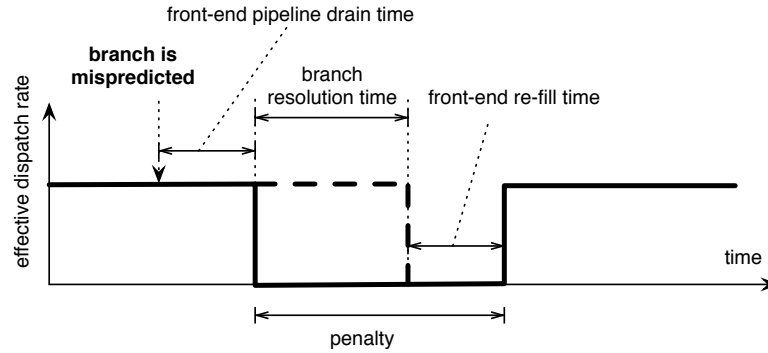 front-end pipeline drain time
branch is
mispredicted
branch
resolution time
front-end re-fill time
effective dispatch rate
time
penalty